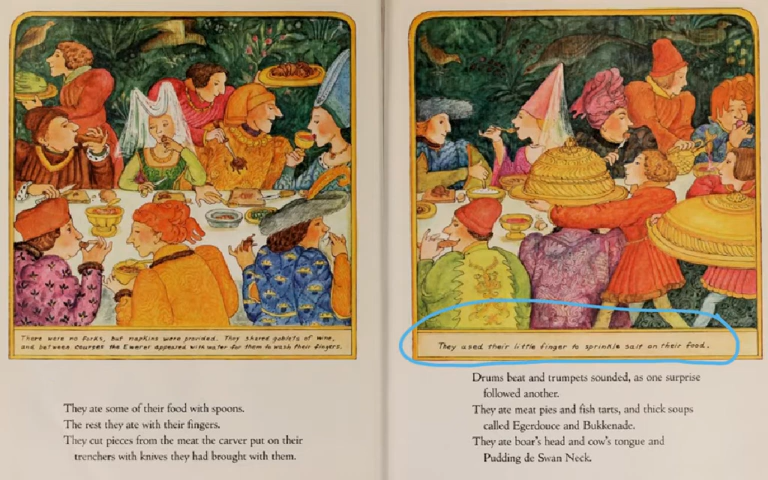 There were no forks, but napkins were provided. They shared goblets of wine,
and between courses the Ewerer appeared with water for them to wash their fingers.
They ate some of their food with spoons.
The rest they ate with their fingers.
They cut pieces from the meat the carver put on their
trenchers with knives they had brought with them.
They used their little finger to sprinkle salt on their food.
Drums beat and trumpets sounded, as one surprise
followed another.
They ate meat pies and fish tarts, and thick soups
called Egerdouce and Bukkenade.
They ate boar's head and cow's tongue and
Pudding de Swan Neck.